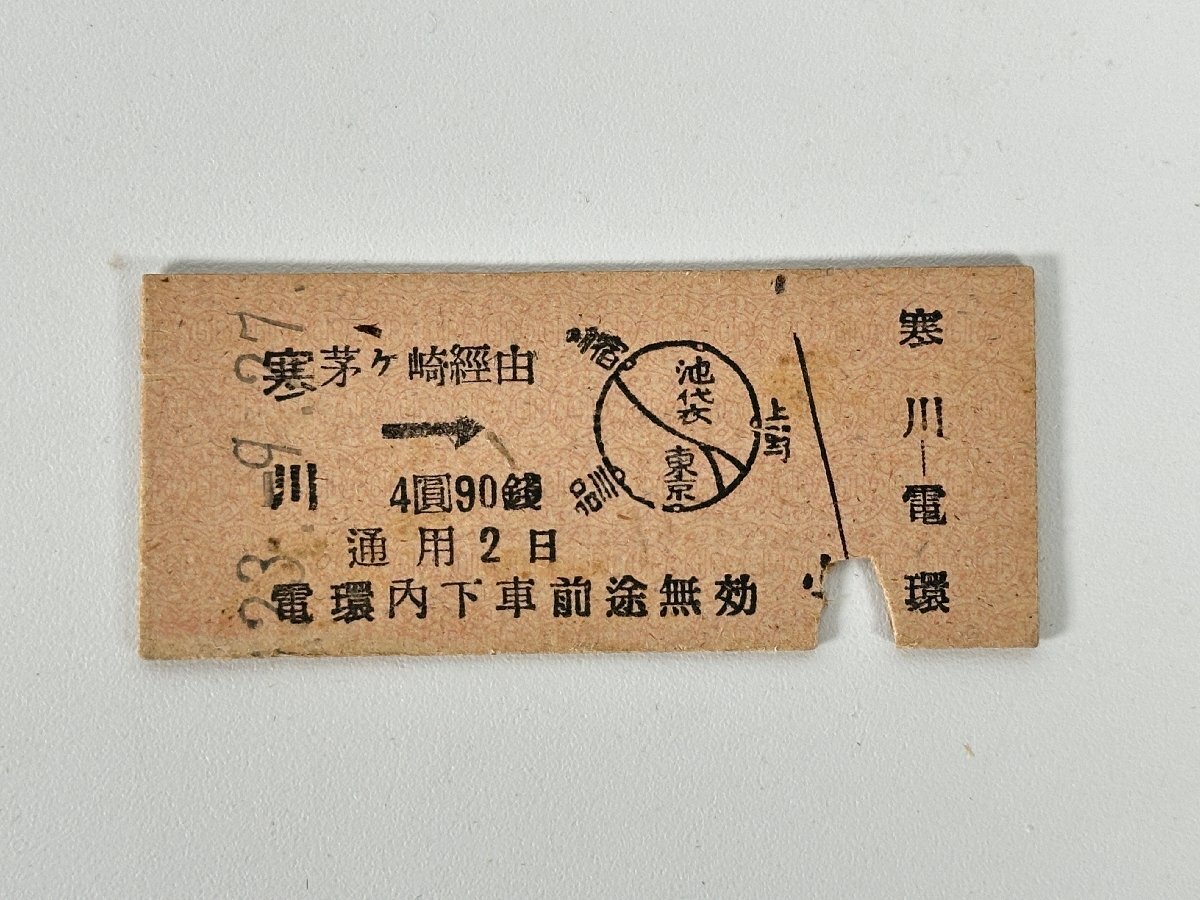 23.-9.27
寒川
茅ヶ崎經由
4圓90錢
通用2日
電環內下車前途無効
新宿
池袋
上野
東京
品川
小
寒川―電環